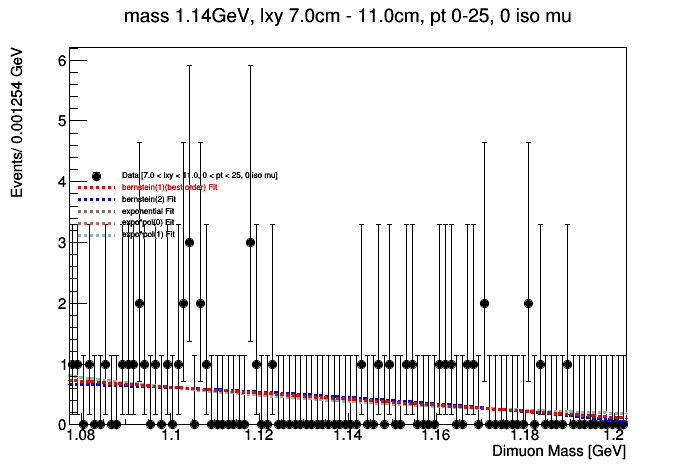 mass 1.14GeV, lxy 7.0cm - 11.0cm, pt 0-25, 0 iso mu
Events/ 0.001254 GeV
6
5
4
3
2
1
0
Data [7.0 < lxy < 11.0, 0 < pt < 25, 0 iso mu]
bernstein(1)(best order) Fit
bernstein(2) Fit
exponential Fit
expo*pol(0) Fit
expo*pol(1) Fit
1.08 1.1 1.12 1.14 1.16 1.18 1.2
Dimuon Mass [GeV]